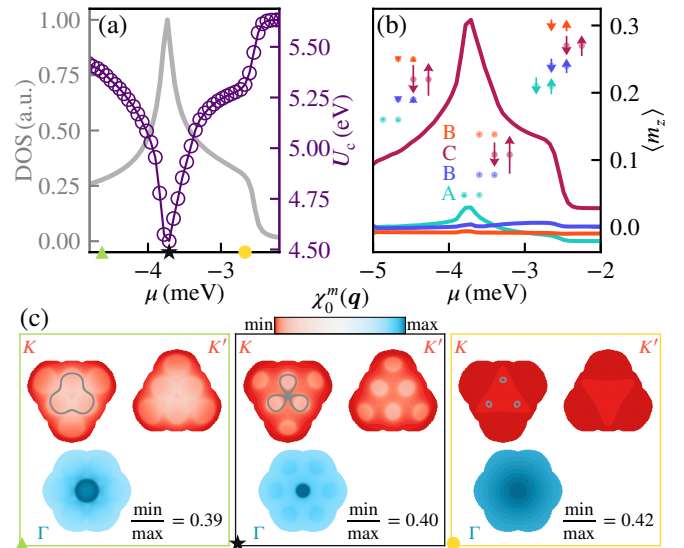 (a)
DOS (a.u.)
1.00
0.75
0.50
0.25
0.00
−4
−3
μ (meV)
5.50
5.25
5.00
4.75
4.50
U_c (eV)
(b)
B
C
B
A
−5
−4
−3
−2
μ (meV)
0.3
0.2
0.1
0.0
⟨m_z⟩
(c)
χ₀ᵐ(q)
min
max
K
K′
Γ
min/max = 0.39
K
K′
min/max = 0.40
K
K′
Γ
min/max = 0.42